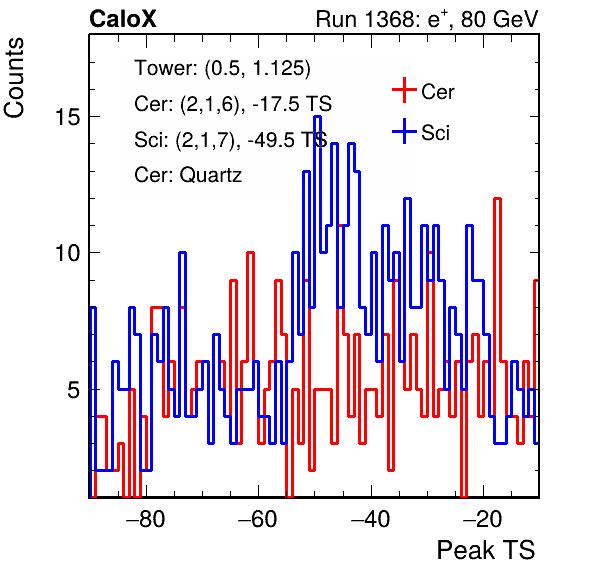 CaloX
Run 1368: e⁺, 80 GeV
Counts
Tower: (0.5, 1.125)
Cer: (2,1,6), -17.5 TS
Sci: (2,1,7), -49.5 TS
Cer: Quartz
Cer
Sci
15
10
5
−80 −60 −40 −20
Peak TS